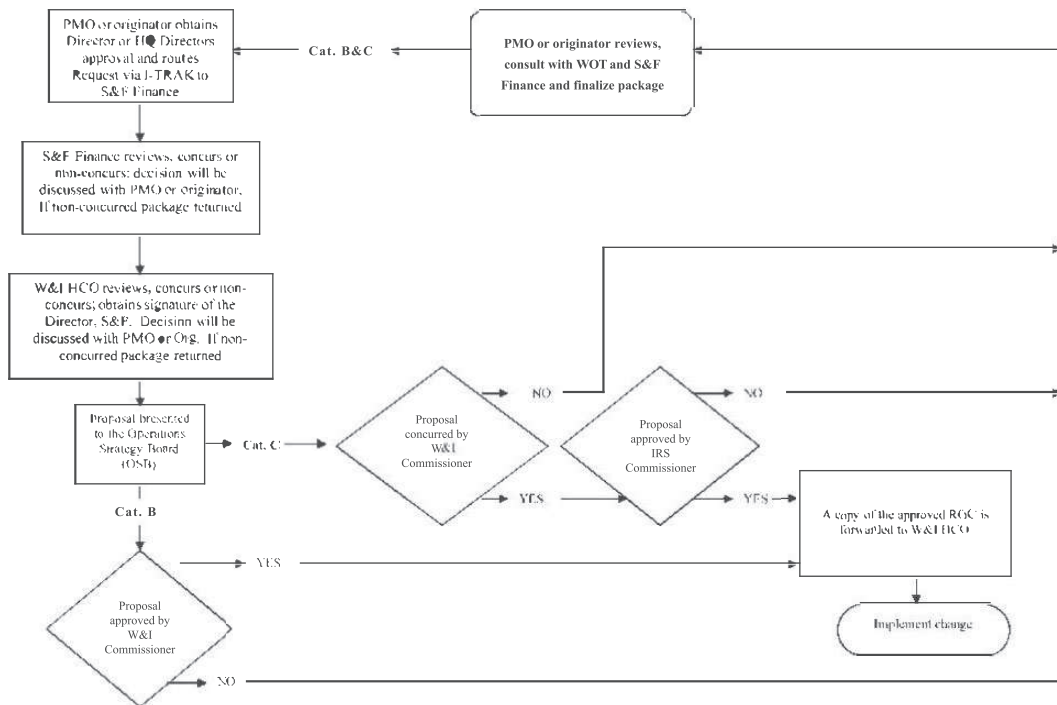 PMO or originator obtains
Director or HQ Directors
approval and routes
Request via I-TRAK to
S&F Finance
Cat. B&C
PMO or originator reviews,
consult with WOT and S&F
Finance and finalize package
S&F Finance reviews, concurs or
non-concurs; decision will be
discussed with PMO or originator.
If non-concurred package returned
W&I HCO reviews, concurs or non-
concurs; obtains signature of the
Director, S&F. Decision will be
discussed with PMO or Org. If non-
concurred package returned
Proposal presented
to the Operations
Strategy Board
(OSB)
Cat. C
Proposal
concurred by
W&I
Commissioner
NO
YES
Proposal
approved by
IRS
Commissioner
NO
YES
A copy of the approved ROC is
forwarded to W&I HCO
Implement change
Cat. B
Proposal
approved by
W&I
Commissioner
YES
NO